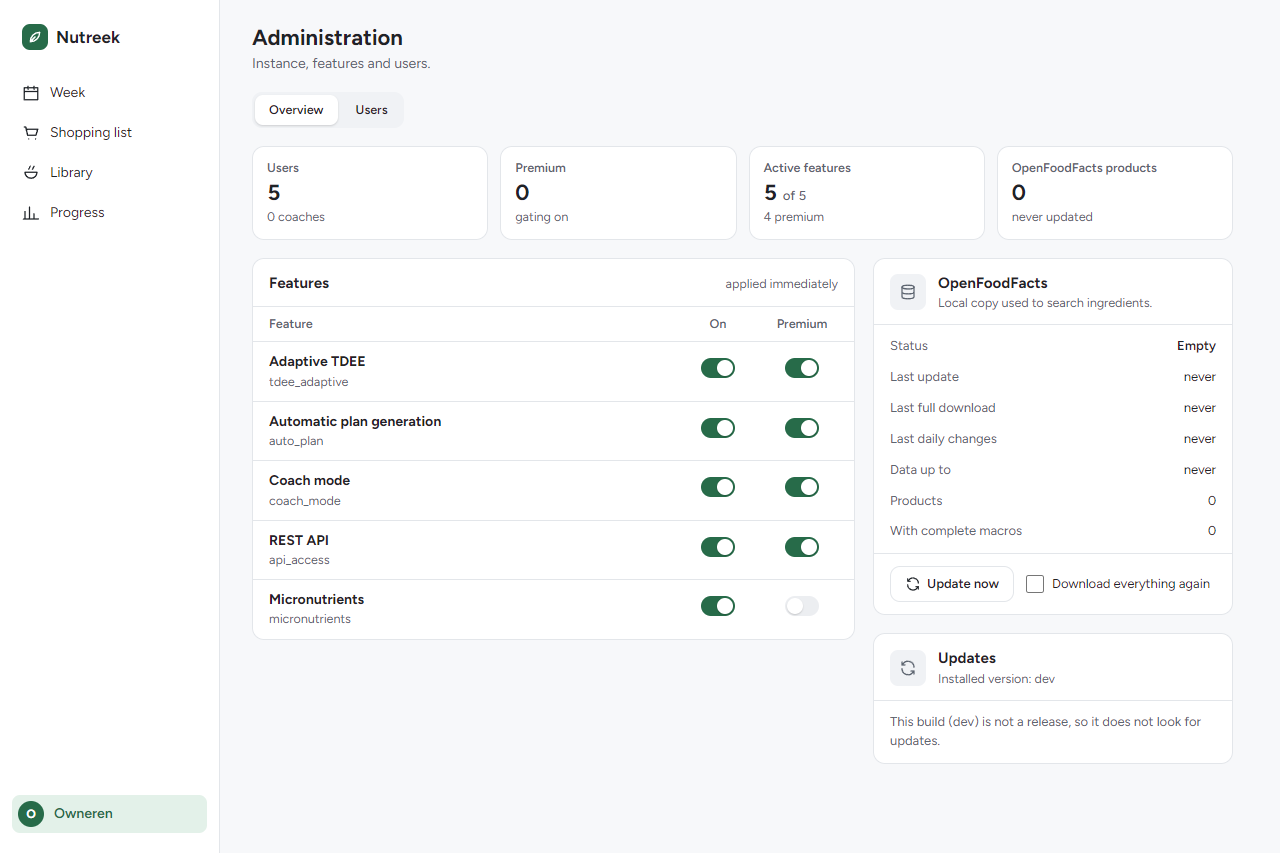 Nutreek
Week
Shopping list
Library
Progress
Owneren
Administration
Instance, features and users.
Overview
Users
Users
5
0 coaches
Premium
0
gating on
Active features
5 of 5
4 premium
OpenFoodFacts products
0
never updated
Features
applied immediately
Feature
On
Premium
Adaptive TDEE
tdee_adaptive
Automatic plan generation
auto_plan
Coach mode
coach_mode
REST API
api_access
Micronutrients
micronutrients
OpenFoodFacts
Local copy used to search ingredients.
Status
Empty
Last update
never
Last full download
never
Last daily changes
never
Data up to
never
Products
0
With complete macros
0
Update now
Download everything again
Updates
Installed version: dev
This build (dev) is not a release, so it does not look for
updates.